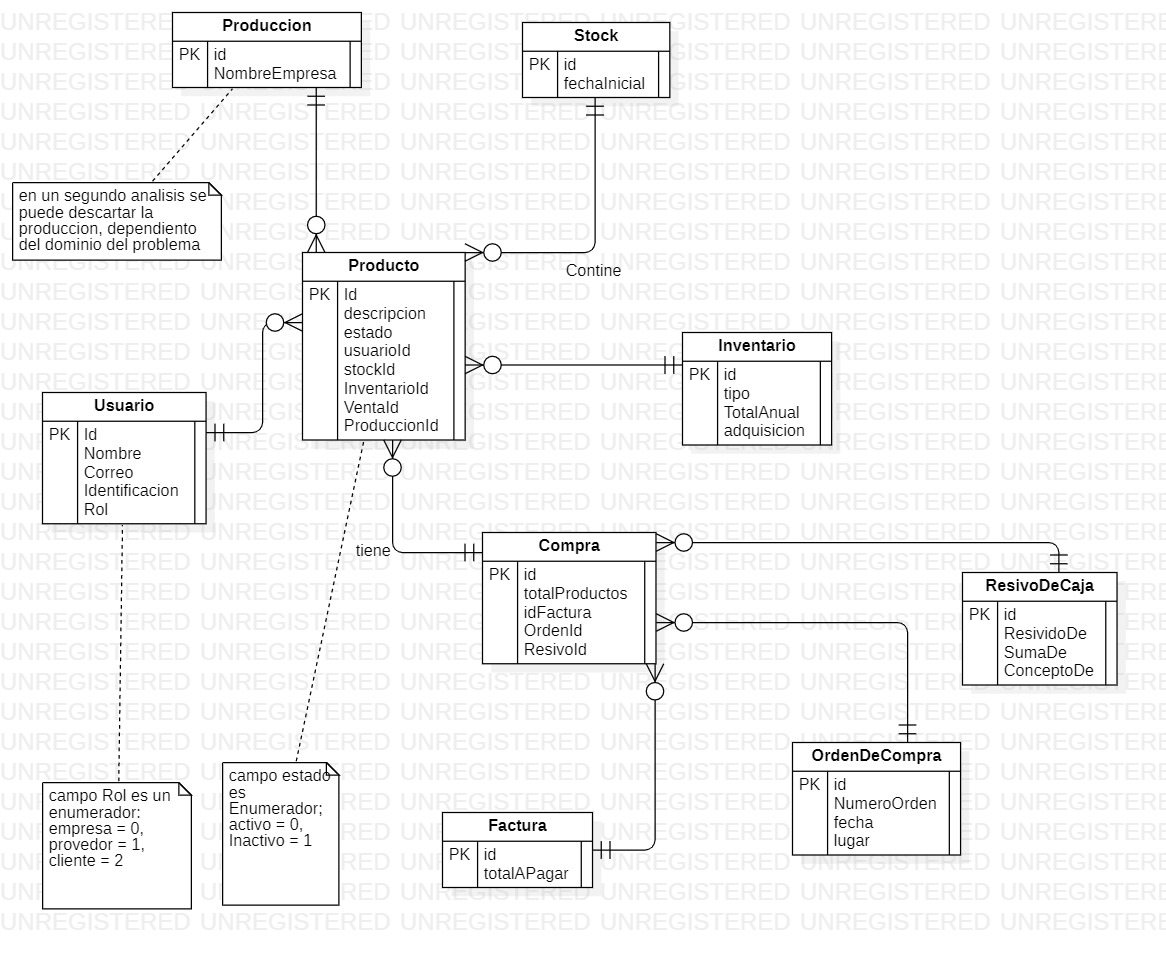 Produccion
PK id
NombreEmpresa
Stock
PK id
fechaInicial
en un segundo analisis se
puede descartar la
produccion, dependiento
del dominio del problema
Contine
Producto
PK Id
descripcion
estado
usuarioId
stockId
InventarioId
VentaId
ProduccionId
Inventario
PK id
tipo
TotalAnual
adquisicion
Usuario
PK Id
Nombre
Correo
Identificacion
Rol
tiene
Compra
PK id
totalProductos
idFactura
OrdenId
ResivoId
ResivoDeCaja
PK id
ResividoDe
SumaDe
ConceptoDe
OrdenDeCompra
PK id
NumeroOrden
fecha
lugar
campo Rol es un
enumerador:
empresa = 0,
provedor = 1,
cliente = 2
campo estado
es
Enumerador;
activo = 0,
Inactivo = 1
Factura
PK id
totalAPagar
UNREGISTERED